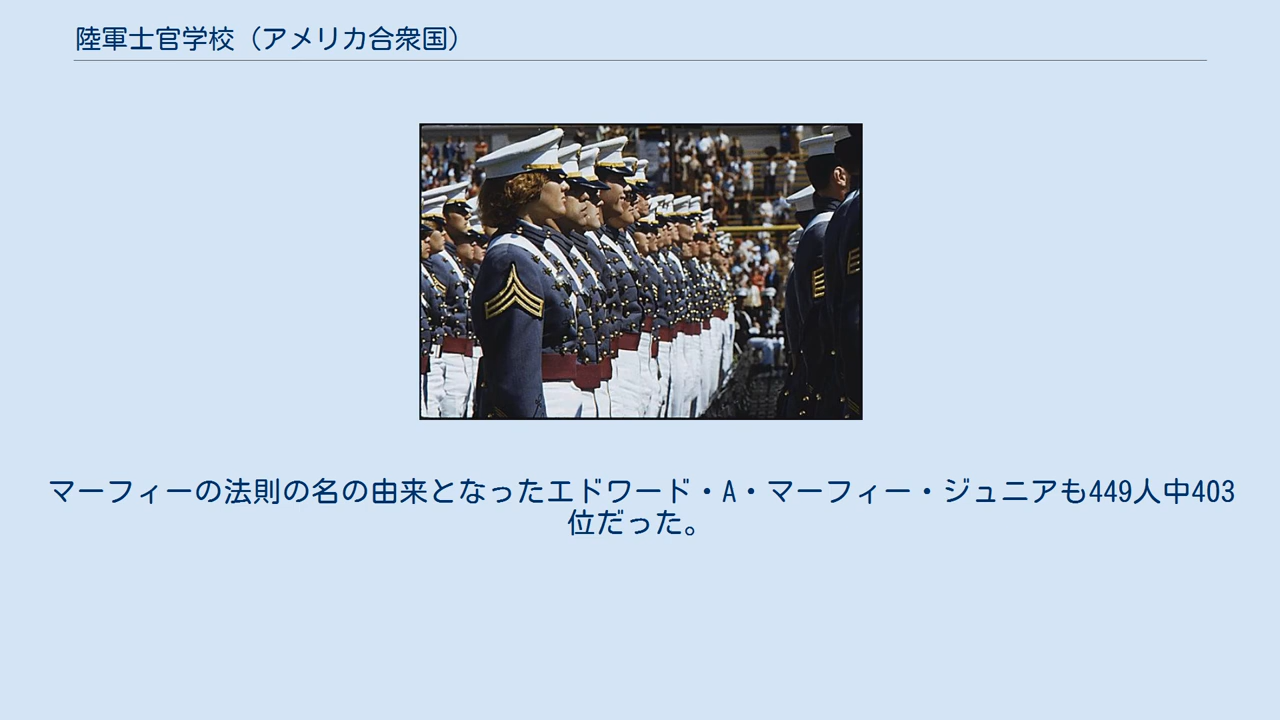 陸軍士官学校（アメリカ合衆国）
マーフィーの法則の名の由来となったエドワード・A・マーフィー・ジュニアも449人中403
位だった。